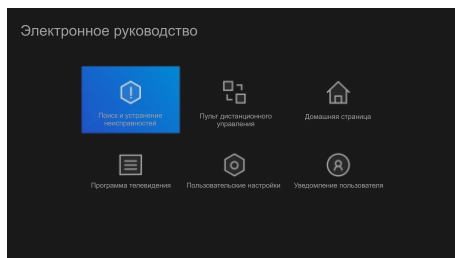 Электронное руководство
Поиск и устранение
неисправностей
Пульт дистанционного
управления
Домашняя страница
Программа телевидения
Пользовательские настройки
Уведомление пользователя